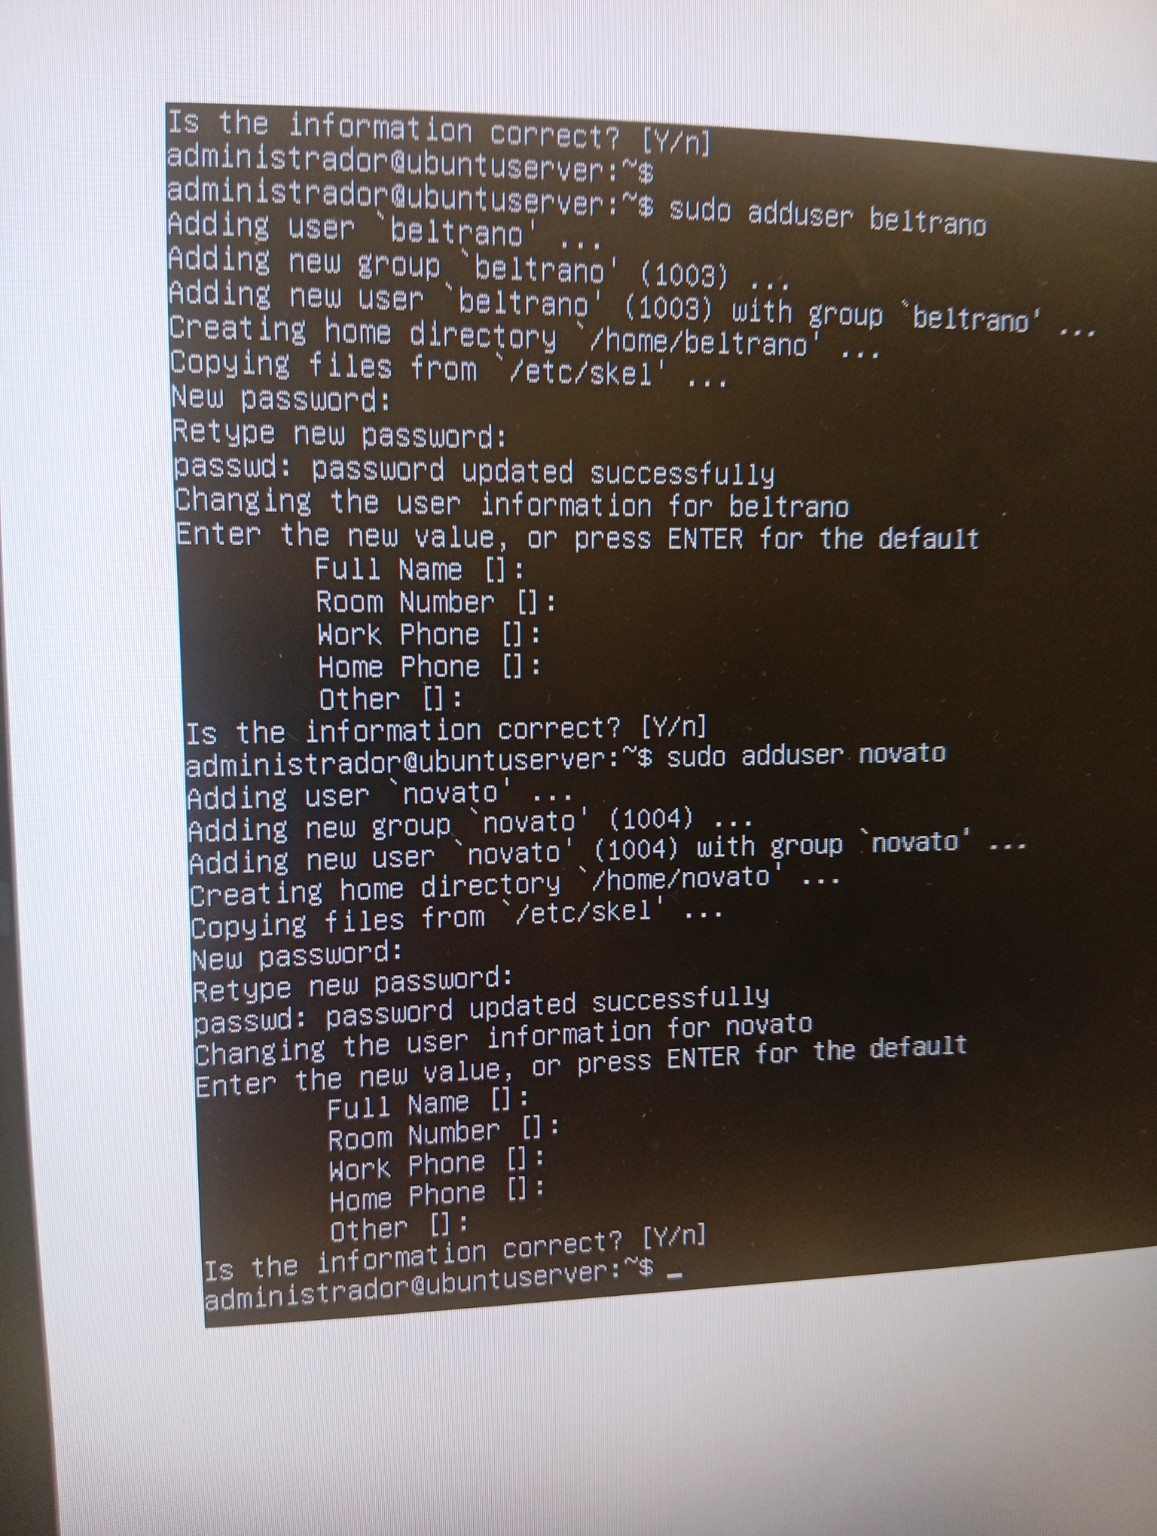 Is the information correct? [Y/n]
administrador@ubuntuserver:~$
administrador@ubuntuserver:~$ sudo adduser beltrano
Adding user `beltrano' ...
Adding new group `beltrano' (1003) ...
Adding new user `beltrano' (1003) with group `beltrano' ...
Creating home directory `/home/beltrano' ...
Copying files from `/etc/skel' ...
New password:
Retype new password:
passwd: password updated successfully
Changing the user information for beltrano
Enter the new value, or press ENTER for the default
Full Name []:
Room Number []:
Work Phone []:
Home Phone []:
Other []:
Is the information correct? [Y/n]
administrador@ubuntuserver:~$ sudo adduser novato
Adding user `novato' ...
Adding new group `novato' (1004) ...
Adding new user `novato' (1004) with group `novato' ...
Creating home directory `/home/novato' ...
Copying files from `/etc/skel' ...
New password:
Retype new password:
passwd: password updated successfully
Changing the user information for novato
Enter the new value, or press ENTER for the default
Full Name []:
Room Number []:
Work Phone []:
Home Phone []:
Other []:
Is the information correct? [Y/n]
administrador@ubuntuserver:~$ _